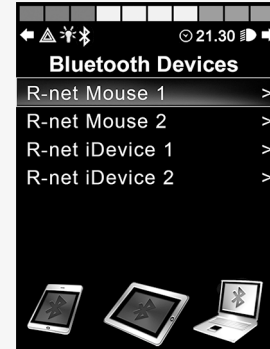 21.30
Bluetooth Devices
R-net Mouse 1 >
R-net Mouse 2 >
R-net iDevice 1 >
R-net iDevice 2 >